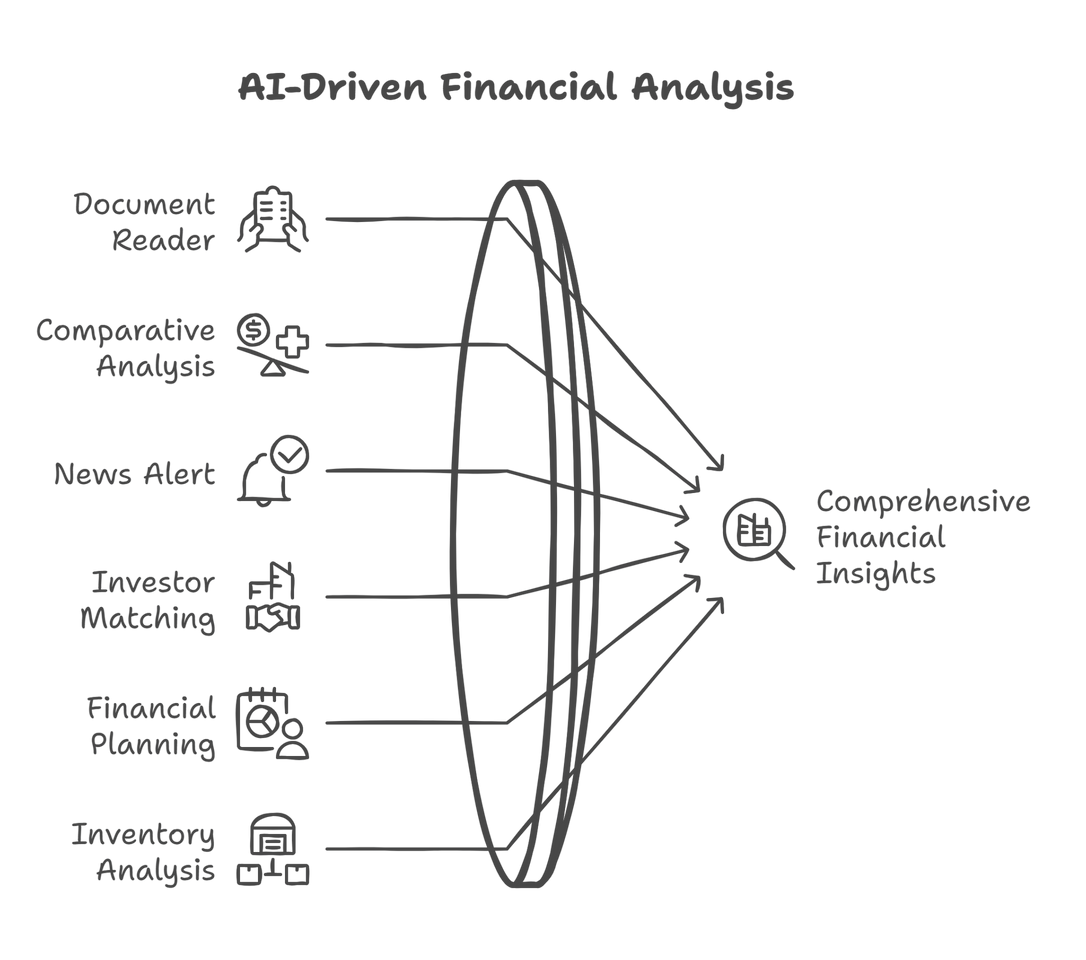 AI-Driven Financial Analysis
Document
Reader
Comparative
Analysis
News Alert
Investor
Matching
Financial
Planning
Inventory
Analysis
Comprehensive
Financial
Insights